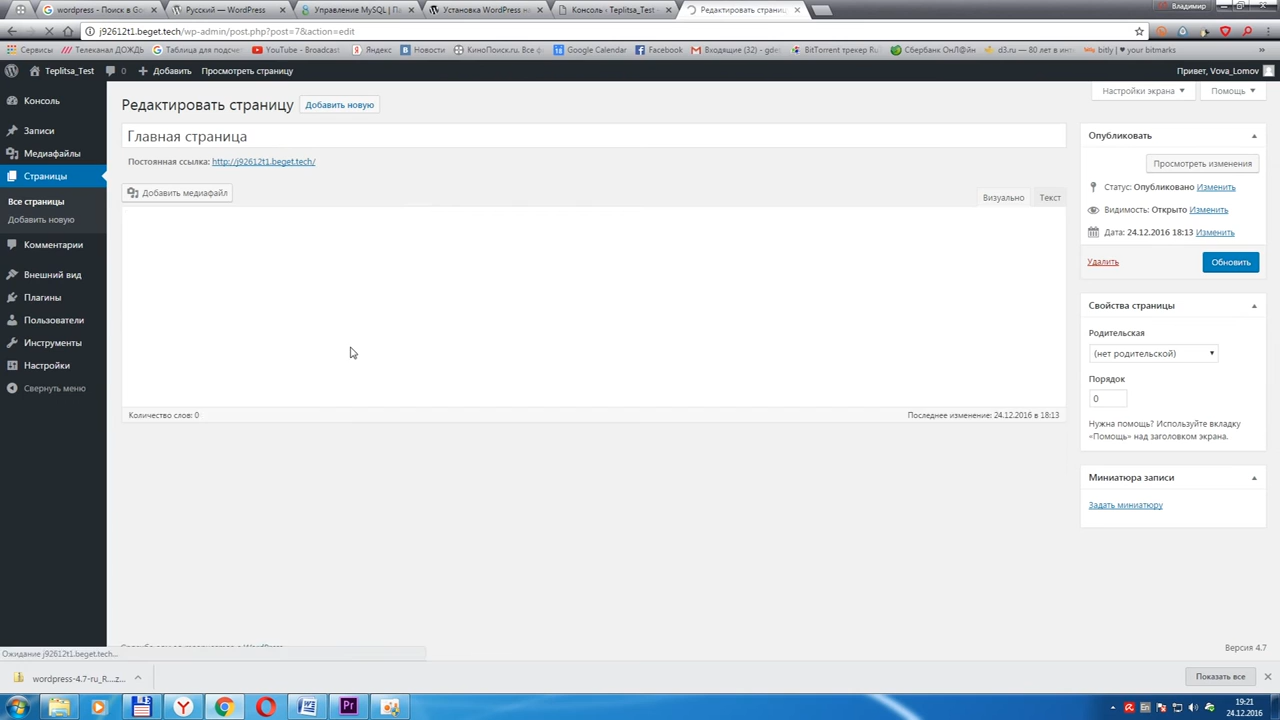 wordpress - Поиск в Goo
Русский — WordPress
Управление MySQL | Па
Установка WordPress н
Консоль - Teplitsa_Test -
Редактировать страницу
Владимир
j92612t1.beget.tech/wp-admin/post.php?post=7&action=edit
Сервисы
Телеканал ДОЖДЬ
Таблица для подсчет
YouTube - Broadcast
Яндекс
Новости
КиноПоиск.ru. Все ф
Google Calendar
Facebook
Входящие (32) - gde
BitTorrent трекер Ru
Сбербанк ОнЛ@йн
d3.ru — 80 лет в инт
bitly | ♥ your bitmarks
Teplitsa_Test
0
Добавить
Просмотреть страницу
Привет, Vova_Lomov
Консоль
Записи
Медиафайлы
Страницы
Все страницы
Добавить новую
Комментарии
Внешний вид
Плагины
Пользователи
Инструменты
Настройки
Свернуть меню
Настройки экрана
Помощь
Редактировать страницу
Добавить новую
Главная страница
Постоянная ссылка: http://j92612t1.beget.tech/
Добавить медиафайл
Визуально
Текст
Количество слов: 0
Последнее изменение: 24.12.2016 в 18:13
Опубликовать
Просмотреть изменения
Статус: Опубликовано Изменить
Видимость: Открыто Изменить
Дата: 24.12.2016 18:13 Изменить
Удалить
Обновить
Свойства страницы
Родительская
(нет родительской)
Порядок
0
Нужна помощь? Используйте вкладку
«Помощь» над заголовком экрана.
Миниатюра записи
Задать миниатюру
Версия 4.7
Ожидание j92612t1.beget.tech...
wordpress-4.7-ru_R....z...
Показать все
19:21
24.12.2016